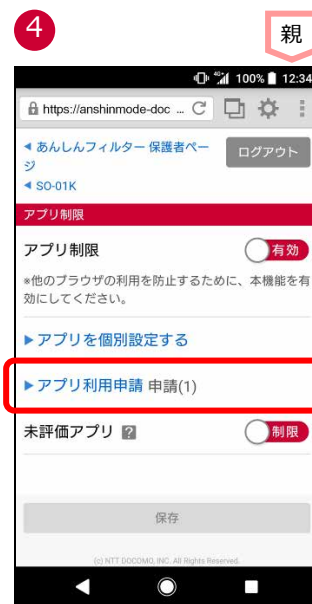 4
親
100% 12:34
https://anshinmode-doc ...
あんしんフィルター 保護者ペー
ジ
ログアウト
SO-01K
アプリ制限
アプリ制限 有効
※他のブラウザの利用を防止するために、本機能を有
効にしてください。
アプリを個別設定する
アプリ利用申請 申請(1)
未評価アプリ ? 制限
保存
(c) NTT DOCOMO, INC. All Rights Reserved.